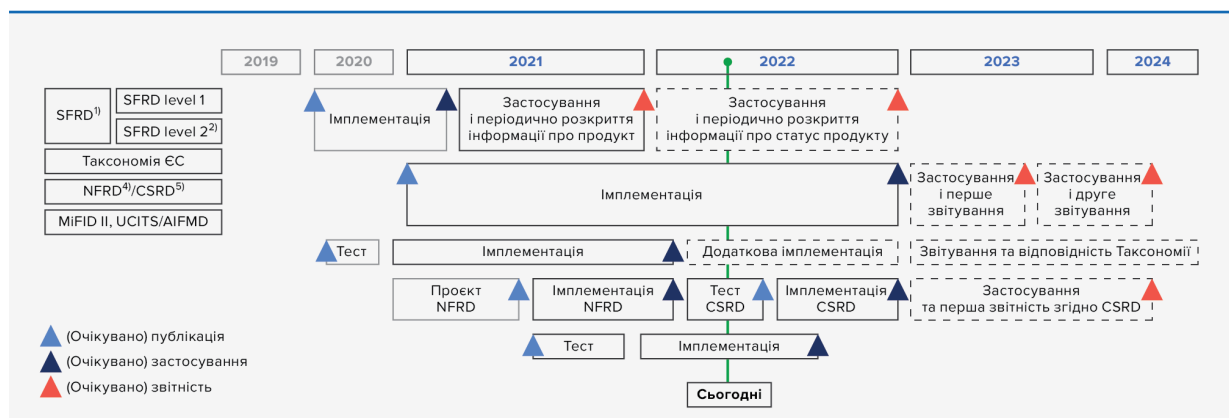 2019 2020 2021 2022 2023 2024
SFRD1)
SFRD level 1
SFRD level 22)
Таксономія ЄС
NFRD4)/CSRD5)
MiFID II, UCITS/AIFMD
Імплементація
Застосування
і періодично розкриття
інформації про продукт
Застосування
і періодично розкриття
інформації про статус продукту
Імплементація
Застосування
і перше
звітування
Застосування
і друге
звітування
Тест
Імплементація
Додаткова імплементація
Звітування та відповідність Таксономії
Проєкт
NFRD
Імплементація
NFRD
Тест
CSRD
Імплементація
CSRD
Застосування
та перша звітність згідно CSRD
Тест
Імплементація
(Очікувано) публікація
(Очікувано) застосування
(Очікувано) звітність
Сьогодні